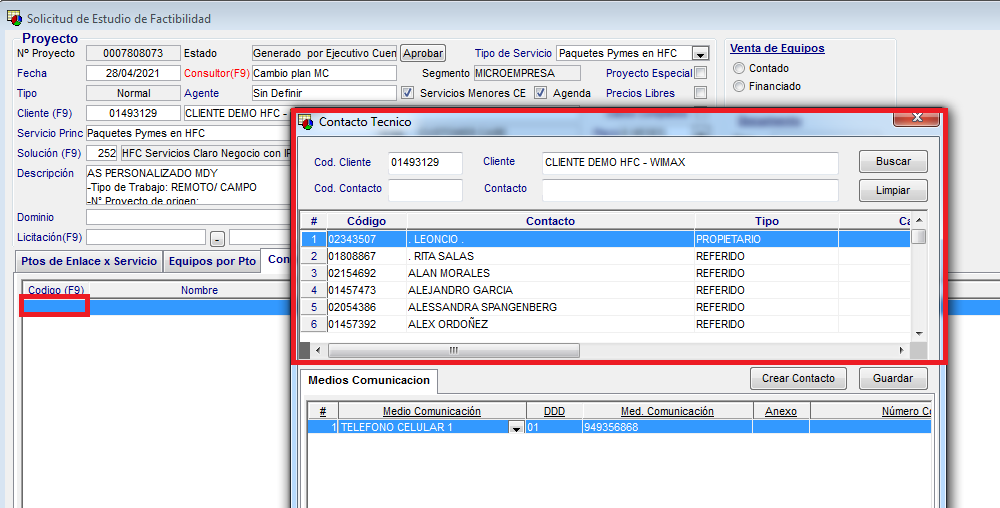 Solicitud de Estudio de Factibilidad
Proyecto
Nº Proyecto 0007808073 Estado Generado por Ejecutivo Cuen Aprobar Tipo de Servicio Paquetes Pymes en HFC
Venta de Equipos
Fecha 28/04/2021 Consultor(F9) Cambio plan MC Segmento MICROEMPRESA Proyecto Especial
Contado
Tipo Normal Agente Sin Definir Servicios Menores CE Agenda Precios Libres
Financiado
Cliente (F9) 01493129 CLIENTE DEMO HFC -
Servicio Princ Paquetes Pymes en HFC
Solución (F9) 252 HFC Servicios Claro Negocio con IP
Descripción AS PERSONALIZADO MDY
-Tipo de Trabajo: REMOTO/ CAMPO
-N° Proyecto de origen:
Dominio
Licitación(F9) -
Ptos de Enlace x Servicio Equipos por Pto Con
Codigo (F9) Nombre
Contacto Tecnico
Cod. Cliente 01493129 Cliente CLIENTE DEMO HFC - WIMAX Buscar
Cod. Contacto Contacto Limpiar
# Código Contacto Tipo Ca
1 02343507 . LEONCIO . PROPIETARIO
2 01808867 . RITA SALAS REFERIDO
3 02154692 ALAN MORALES REFERIDO
4 01457473 ALEJANDRO GARCIA REFERIDO
5 02054386 ALESSANDRA SPANGENBERG REFERIDO
6 01457392 ALEX ORDOÑEZ REFERIDO
Medios Comunicacion Crear Contacto Guardar
# Medio Comunicación DDD Med. Comunicación Anexo Número Co
1 TELEFONO CELULAR 1 01 949356868